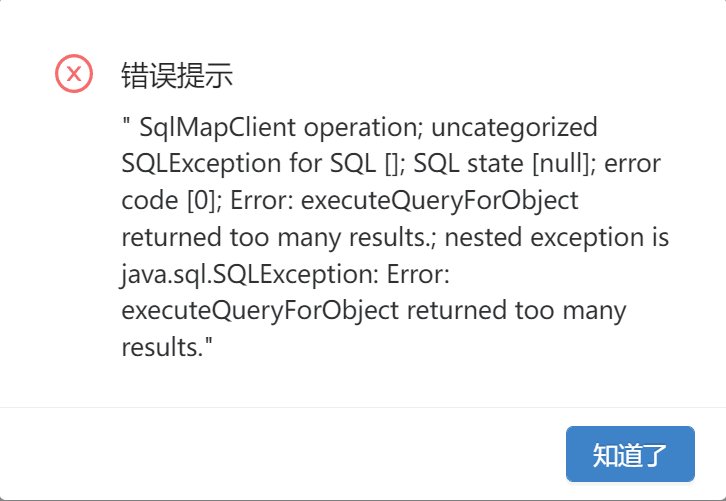 错误提示
" SqlMapClient operation; uncategorized
SQLException for SQL []; SQL state [null]; error
code [0]; Error: executeQueryForObject
returned too many results.; nested exception is
java.sql.SQLException: Error:
executeQueryForObject returned too many
results."
知道了